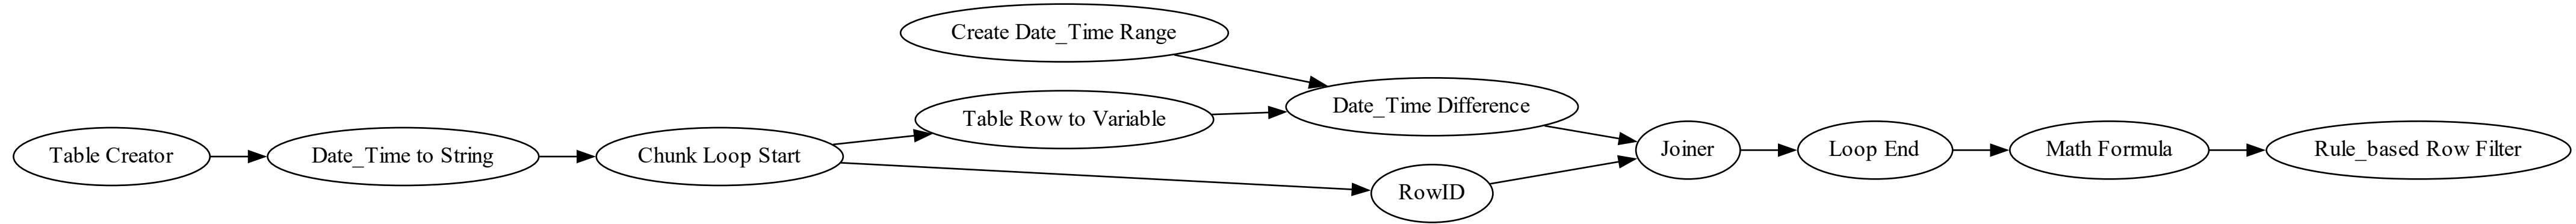 Table Creator
Date_Time to String
Chunk Loop Start
Create Date_Time Range
Table Row to Variable
Date_Time Difference
RowID
Joiner
Loop End
Math Formula
Rule_based Row Filter